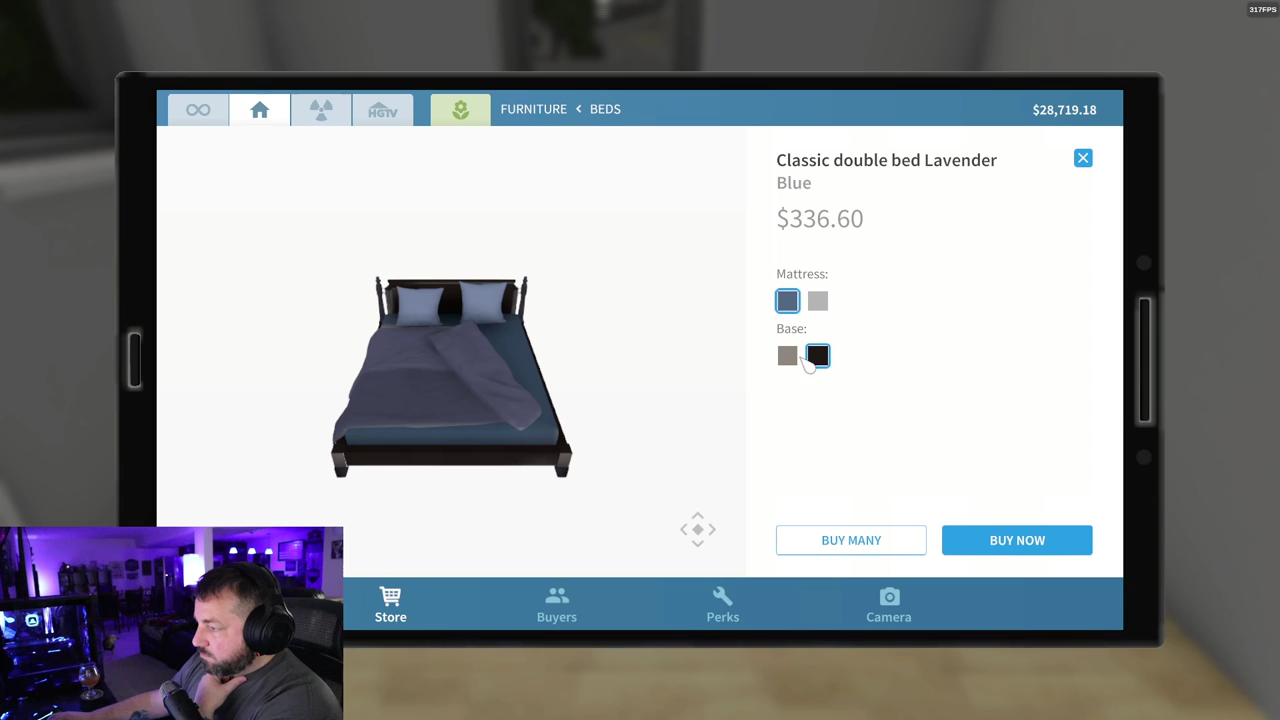 317FPS
HGTV
FURNITURE < BEDS
$28,719.18
Classic double bed Lavender
Blue
$336.60
Mattress:
Base:
BUY MANY
BUY NOW
Store
Buyers
Perks
Camera